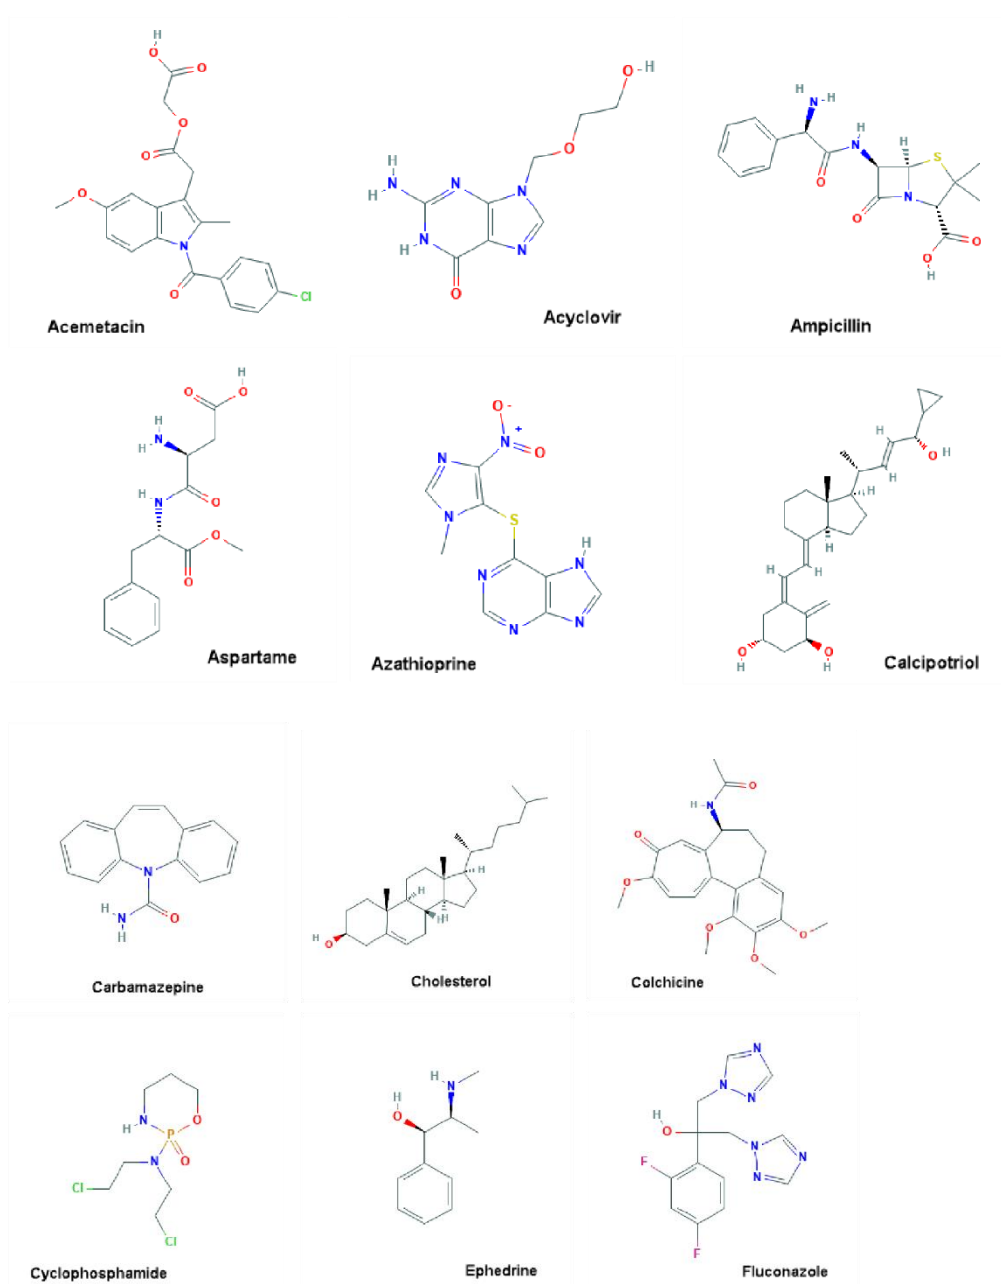 Acemetacin
Acyclovir
Ampicillin
Aspartame
Azathioprine
Calcipotriol
Carbamazepine
Cholesterol
Colchicine
Cyclophosphamide
Ephedrine
Fluconazole